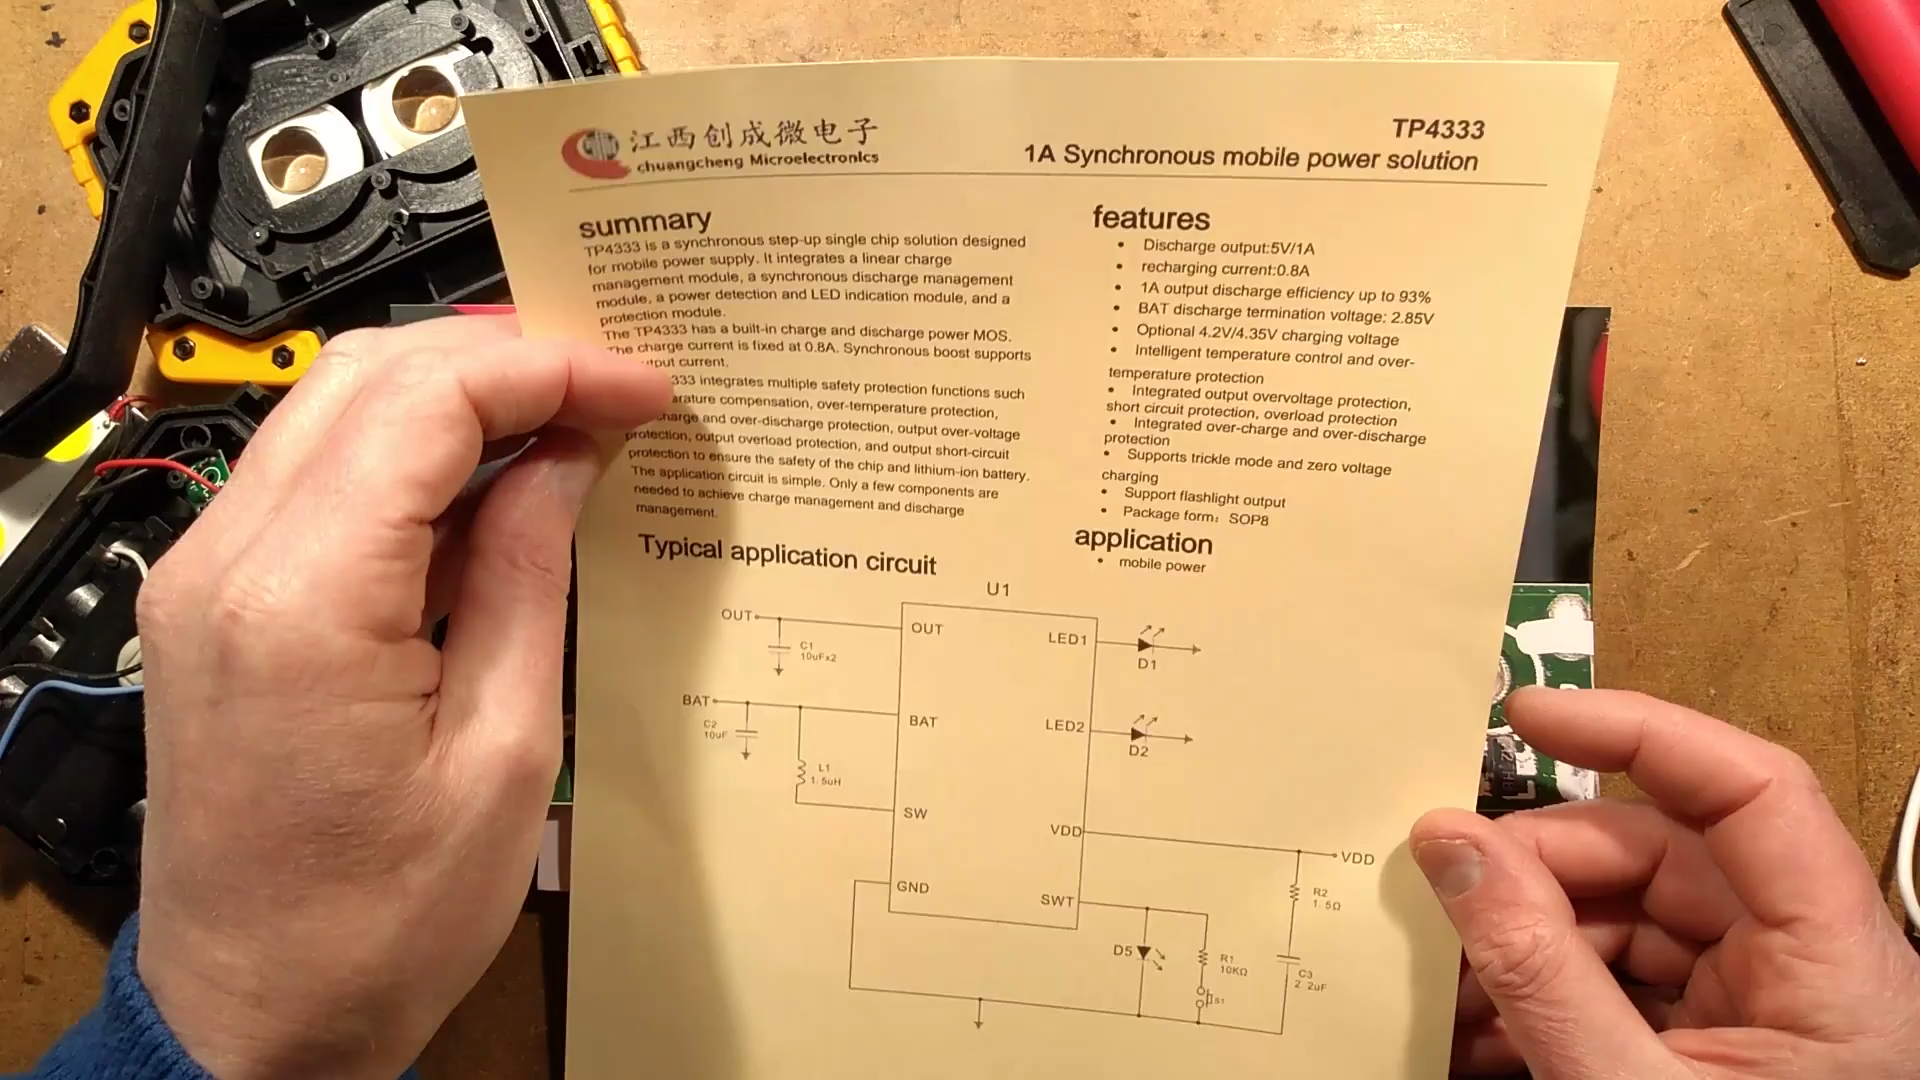 江西创成微电子
chuangcheng Microelectronics
TP4333
1A Synchronous mobile power solution
summary
TP4333 is a synchronous step-up single chip solution designed
for mobile power supply. It integrates a linear charge
management module, a synchronous discharge management
module, a power detection and LED indication module, and a
protection module.
The TP4333 has a built-in charge and discharge power MOS.
The charge current is fixed at 0.8A. Synchronous boost supports
current.
333 integrates multiple safety protection functions such
compensation, over-temperature protection,
and over-discharge protection, output over-voltage
protection, output overload protection, and output short-circuit
protection to ensure the safety of the chip and lithium-ion battery.
The application circuit is simple. Only a few components are
needed to achieve charge management and discharge
management.
features
• Discharge output:5V/1A
• recharging current:0.8A
• 1A output discharge efficiency up to 93%
• BAT discharge termination voltage: 2.85V
• Optional 4.2V/4.35V charging voltage
• Intelligent temperature control and over-
temperature protection
• Integrated output overvoltage protection,
short circuit protection, overload protection
• Integrated over-charge and over-discharge
protection
• Supports trickle mode and zero voltage
charging
• Support flashlight output
• Package form: SOP8
application
• mobile power
Typical application circuit
U1
OUT
OUT
LED1
C1
10uFx2
D1
BAT
BAT
LED2
C2
10uF
D2
L1
1.5uH
SW
VDD
VDD
GND
SWT
R2
1.5Ω
D5
R1
10KΩ
S1
C3
2.2uF